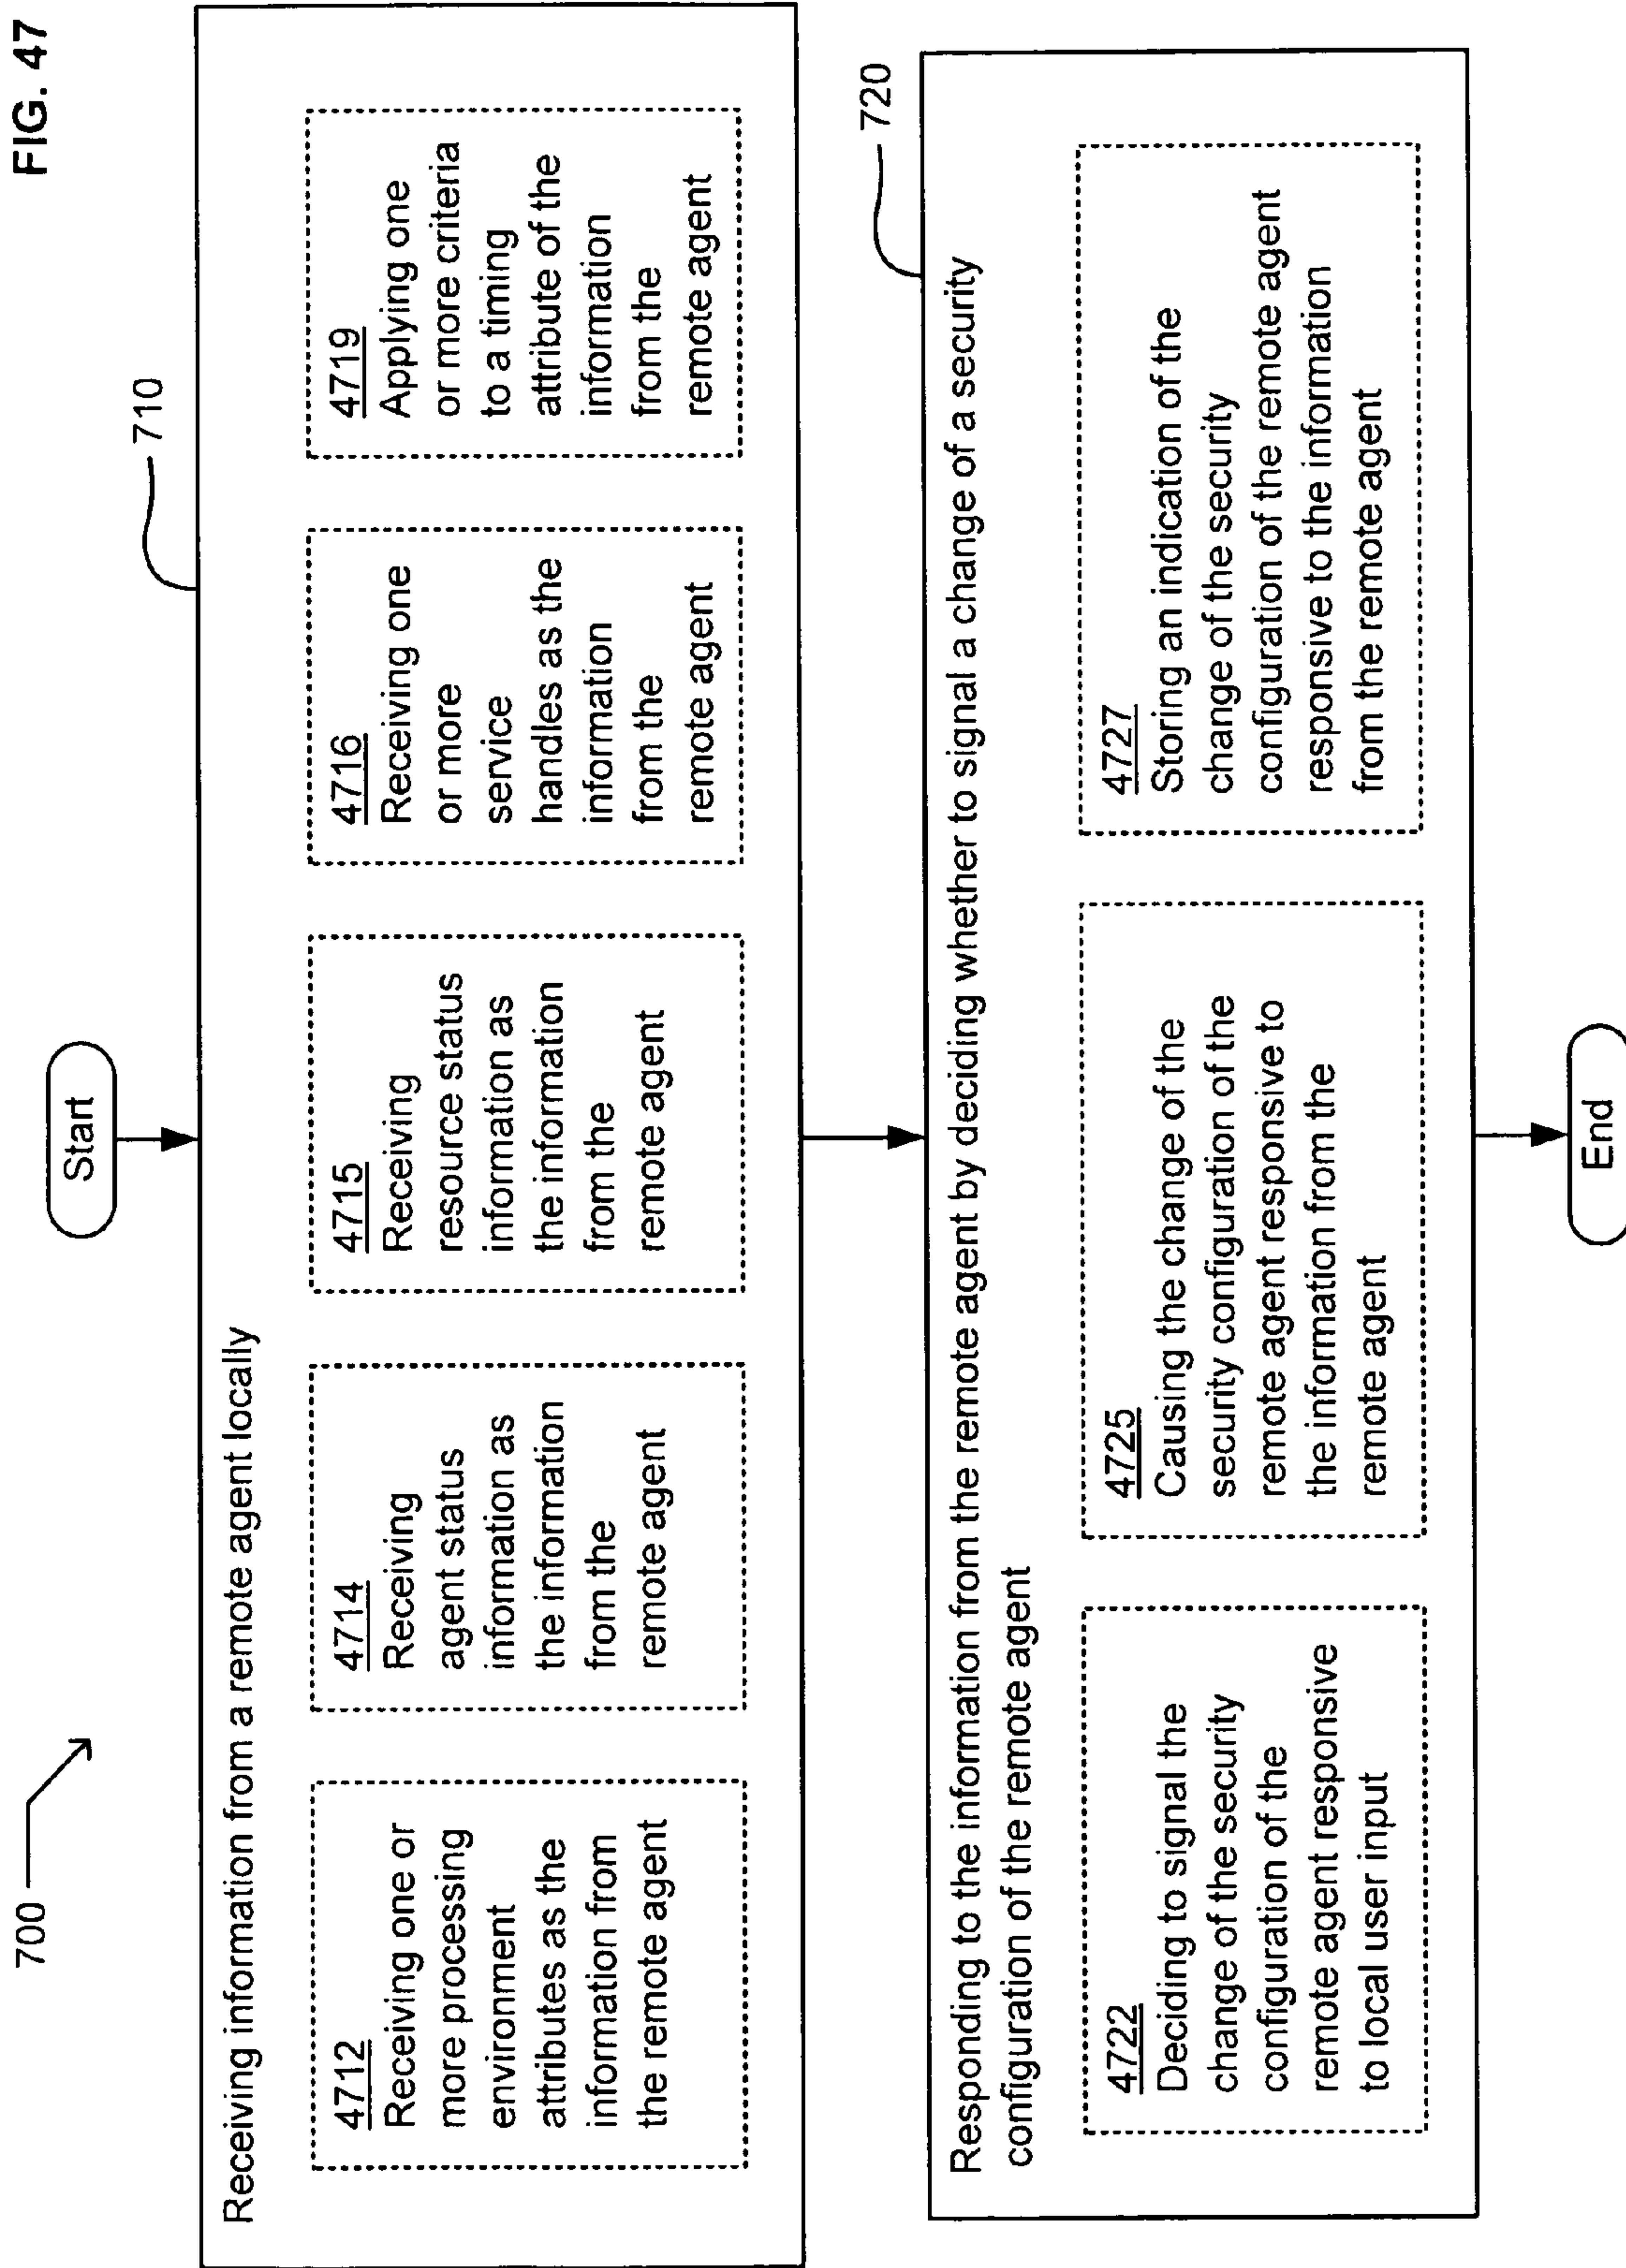 FIG. 47
700
Start
710
Receiving information from a remote agent locally
4712
Receiving one or
more processing
environment
attributes as the
information from
the remote agent
4714
Receiving
agent status
information as
the information
from the
remote agent
4715
Receiving
resource status
information as
the information
from the
remote agent
4716
Receiving one
or more
service
handles as the
information
from the
remote agent
4719
Applying one
or more criteria
to a timing
attribute of the
information
from the
remote agent
720
Responding to the information from the remote agent by deciding whether to signal a change of a security
configuration of the remote agent
4722
Deciding to signal the
change of the security
configuration of the
remote agent responsive
to local user input
4725
Causing the change of the
security configuration of the
remote agent responsive to
the information from the
remote agent
4727
Storing an indication of the
change of the security
configuration of the remote agent
responsive to the information
from the remote agent
End